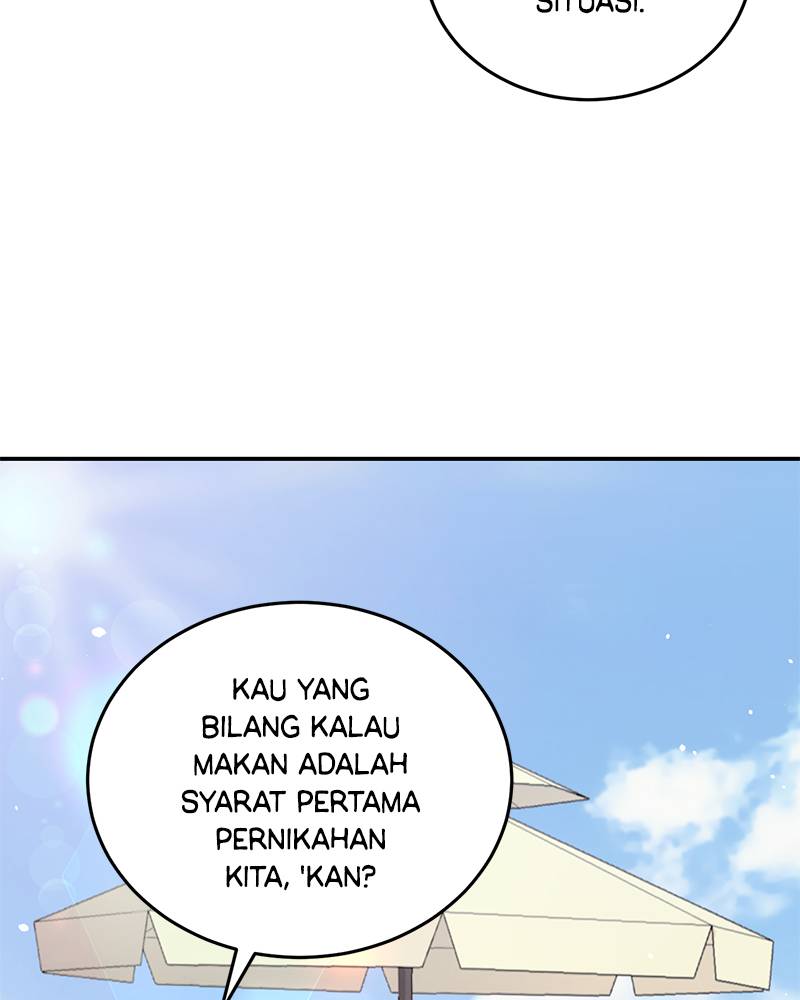 SITUASI.
KAU YANG
BILANG KALAU
MAKAN ADALAH
SYARAT PERTAMA
PERNIKAHAN
KITA, 'KAN?